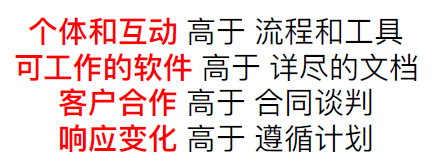 个体和互动 高于 流程和工具
可工作的软件 高于 详尽的文档
客户合作 高于 合同谈判
响应变化 高于 遵循计划